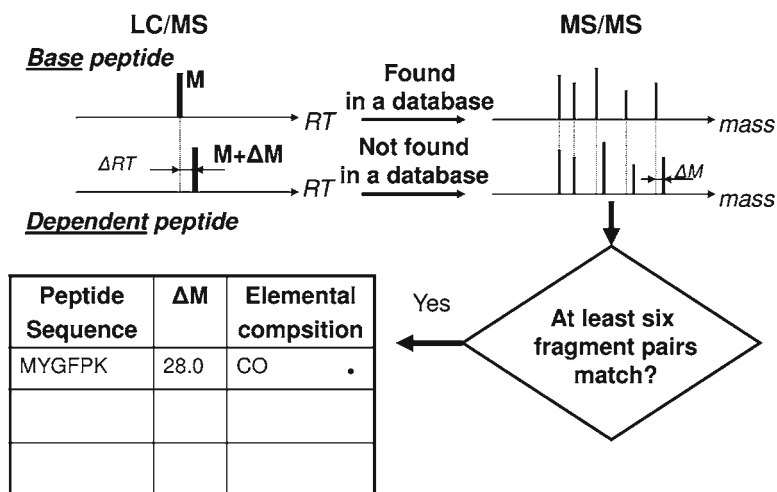 LC/MS
MS/MS
Base peptide
M
RT
Found
in a database
mass
ΔRT
M+ΔM
RT
Not found
in a database
ΔM
mass
Dependent peptide
Peptide
Sequence
ΔM
Elemental
compsition
MYGFPK
28.0
CO
.
Yes
At least six
fragment pairs
match?